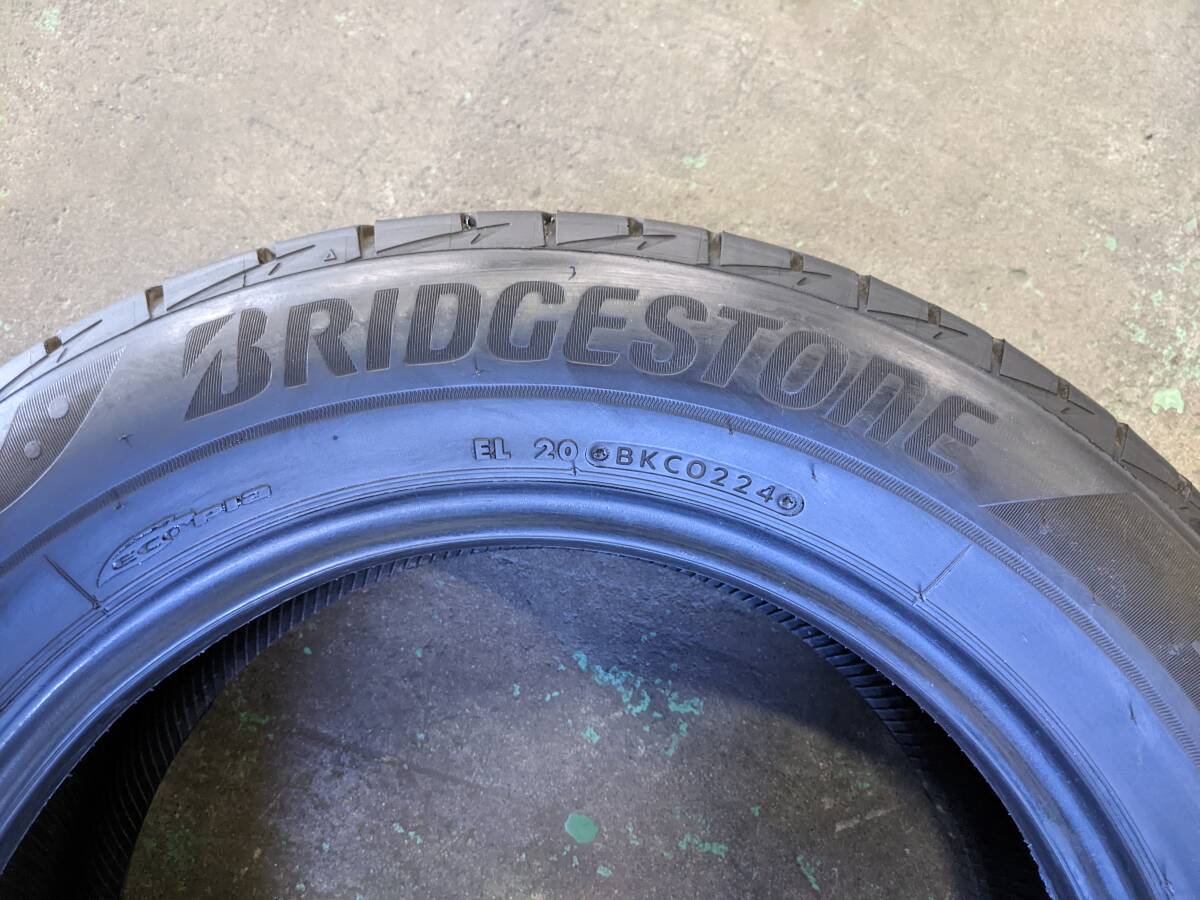 BRIDGESTONE
EL 20 BKC0224
ECOPIA